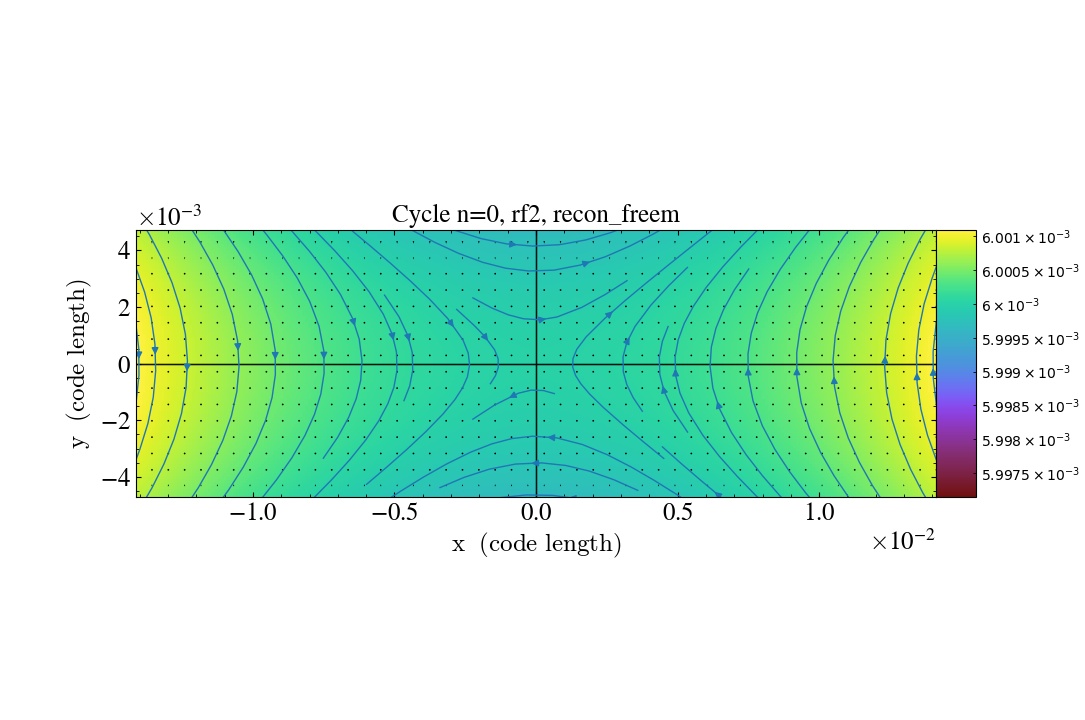 Cycle n=0, rf2, recon_freem
×10⁻³
4
2
0
−2
−4
y (code length)
−1.0 −0.5 0.0 0.5 1.0
×10⁻²
x (code length)
6.001 × 10⁻³
6.0005 × 10⁻³
6 × 10⁻³
5.9995 × 10⁻³
5.999 × 10⁻³
5.9985 × 10⁻³
5.998 × 10⁻³
5.9975 × 10⁻³